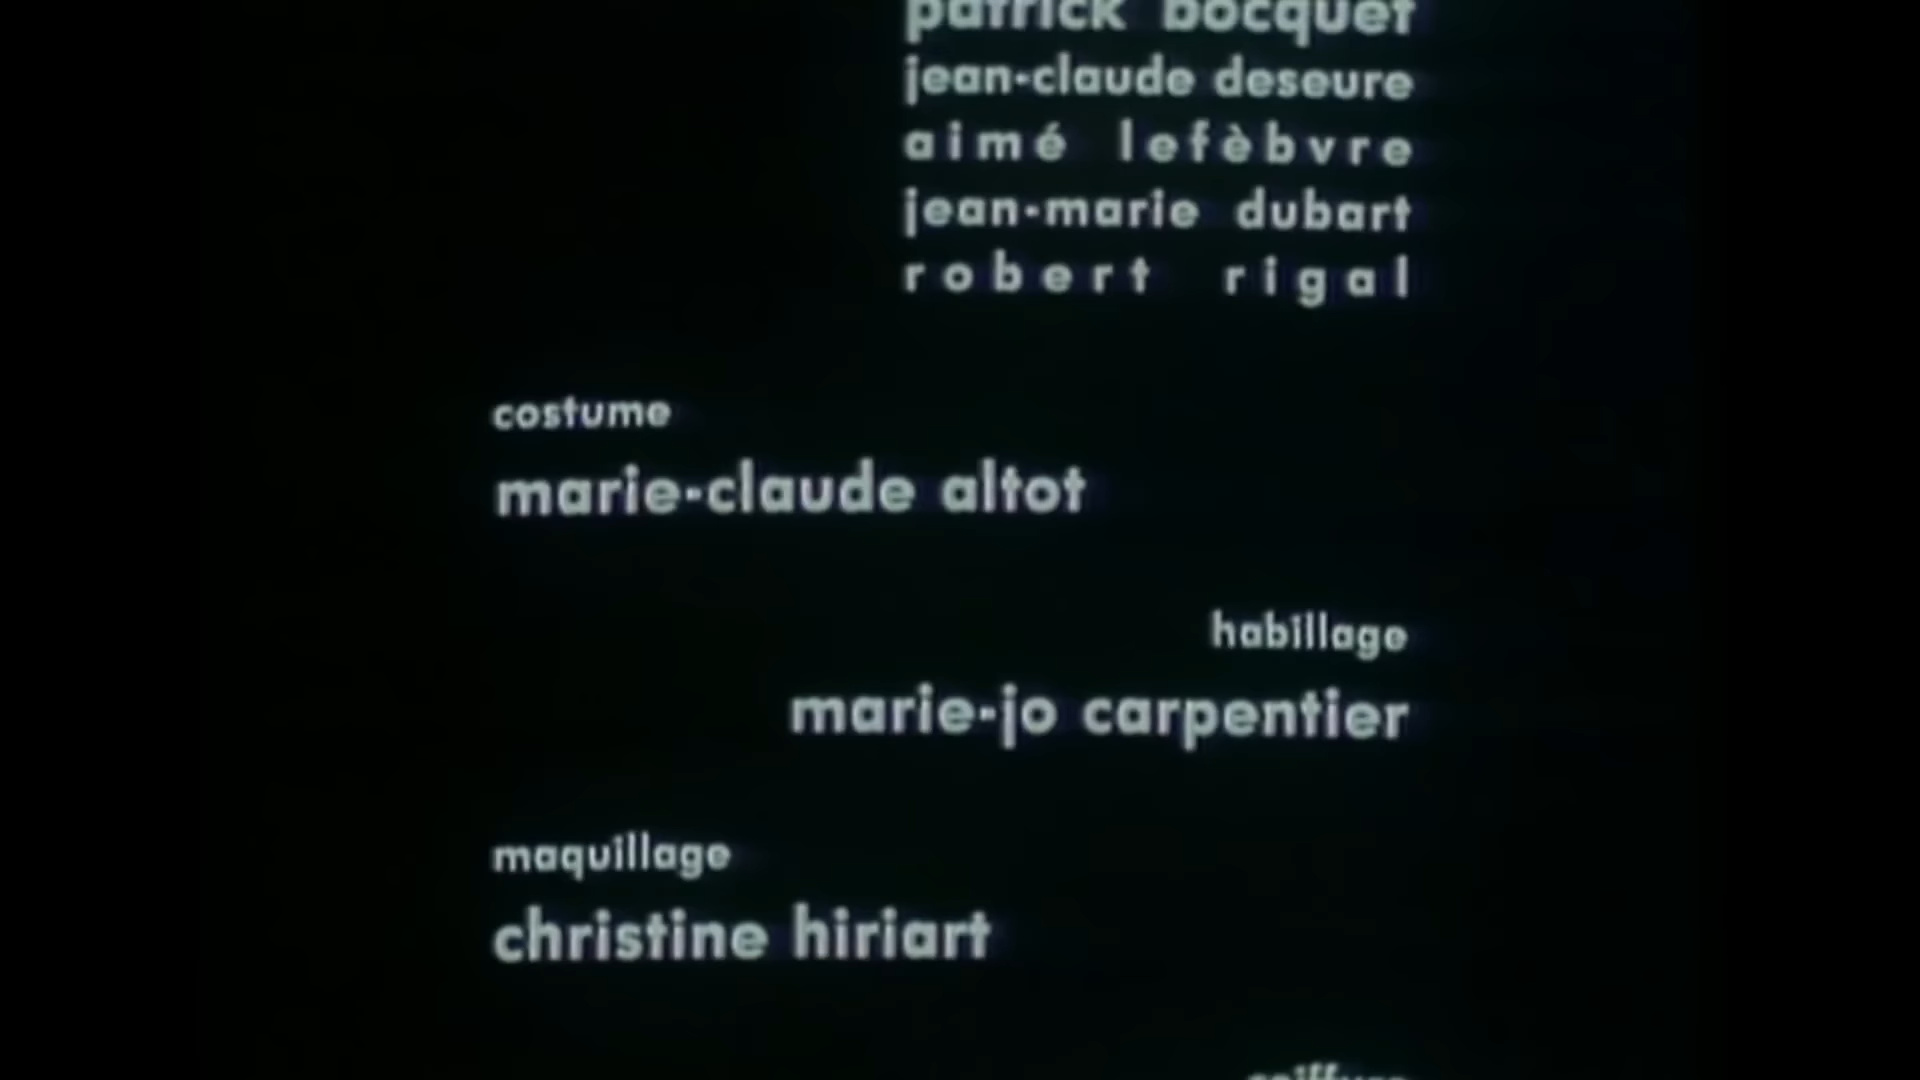 patrick bocquet
jean-claude deseure
aimé lefèbvre
jean-marie dubart
robert rigal
costume
marie-claude altot
habillage
marie-jo carpentier
maquillage
christine hiriart
coiffure